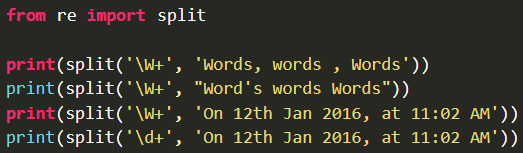 from re import split
print(split('\W+', 'Words, words , Words'))
print(split('\W+', "Word's words Words"))
print(split('\W+', 'On 12th Jan 2016, at 11:02 AM'))
print(split('\d+', 'On 12th Jan 2016, at 11:02 AM'))